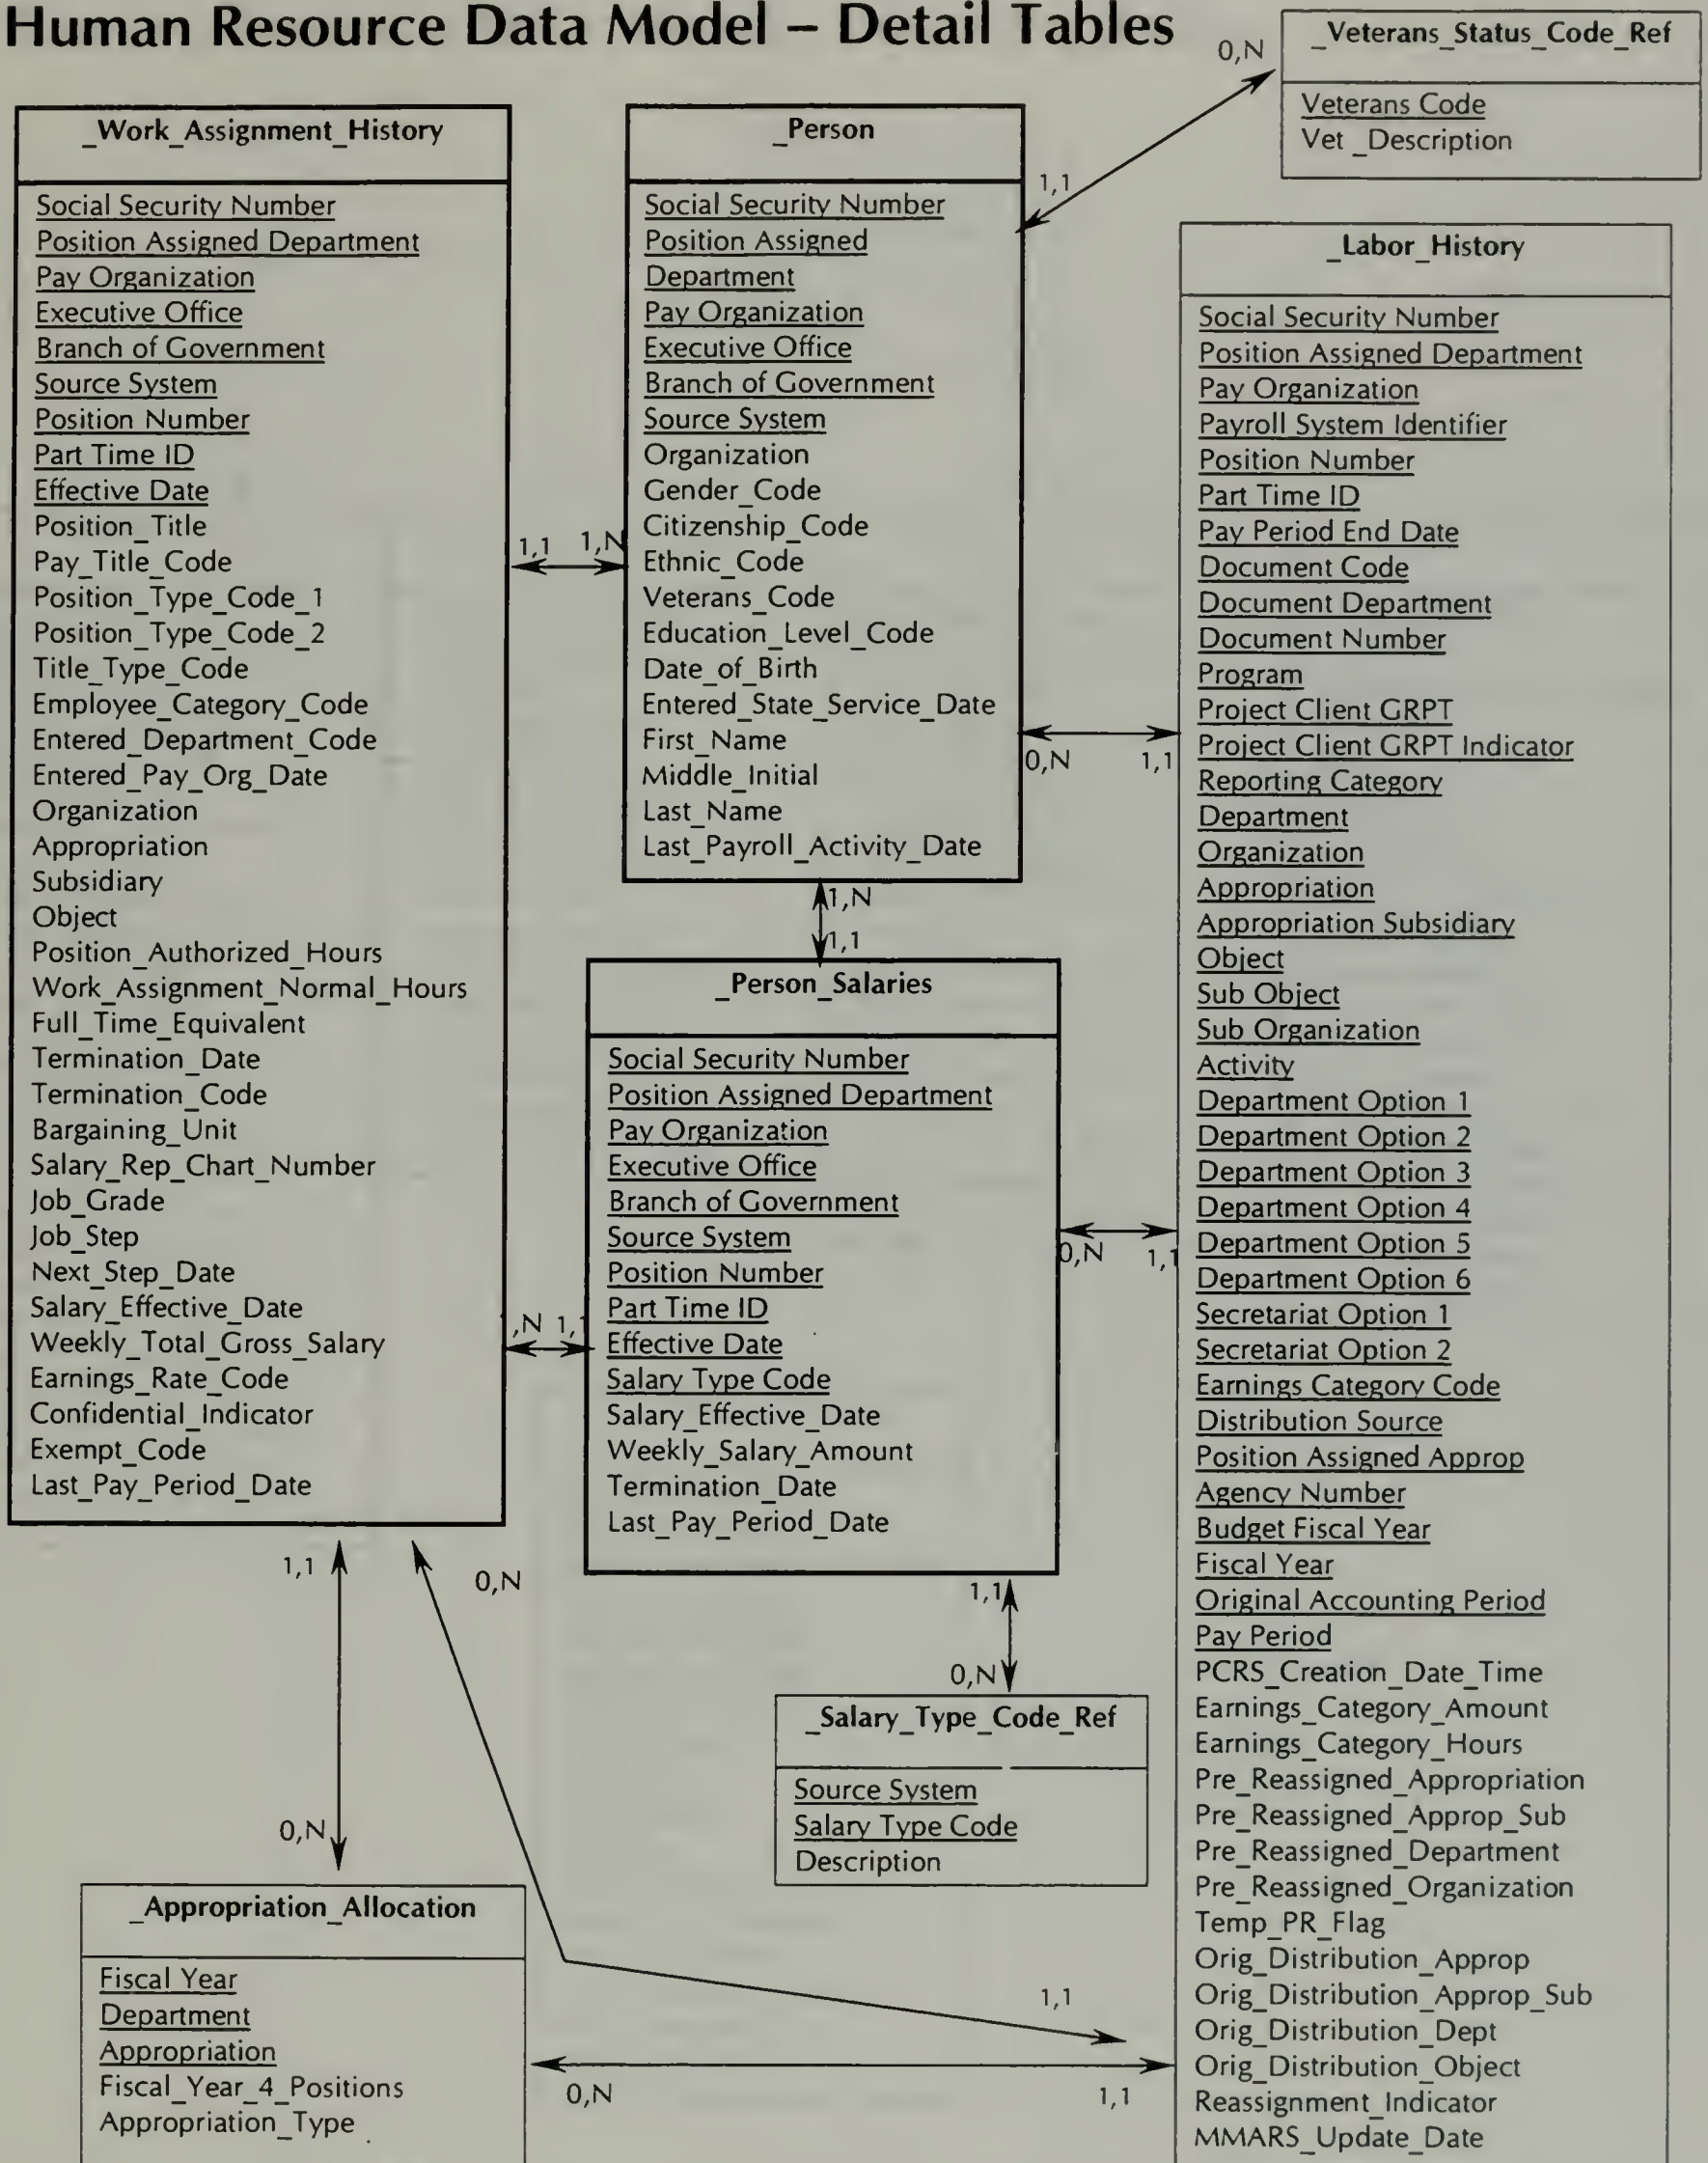 Human Resource Data Model – Detail Tables
_Veterans_Status_Code_Ref
Veterans Code
Vet _Description
0,N
1,1
_Work_Assignment_History
Social Security Number
Position Assigned Department
Pay Organization
Executive Office
Branch of Government
Source System
Position Number
Part Time ID
Effective Date
Position_Title
Pay_Title_Code
Position_Type_Code_1
Position_Type_Code_2
Title_Type_Code
Employee_Category_Code
Entered_Department_Code
Entered_Pay_Org_Date
Organization
Appropriation
Subsidiary
Object
Position_Authorized_Hours
Work_Assignment_Normal_Hours
Full_Time_Equivalent
Termination_Date
Termination_Code
Bargaining_Unit
Salary_Rep_Chart_Number
Job_Grade
Job_Step
Next_Step_Date
Salary_Effective_Date
Weekly_Total_Gross_Salary
Earnings_Rate_Code
Confidential_Indicator
Exempt_Code
Last_Pay_Period_Date
1,1 1,N
_Person
Social Security Number
Position Assigned
Department
Pay Organization
Executive Office
Branch of Government
Source System
Organization
Gender_Code
Citizenship_Code
Ethnic_Code
Veterans_Code
Education_Level_Code
Date_of_Birth
Entered_State_Service_Date
First_Name
Middle_Initial
Last_Name
Last_Payroll_Activity_Date
0,N 1,1
1,N
1,1
_Person_Salaries
Social Security Number
Position Assigned Department
Pay Organization
Executive Office
Branch of Government
Source System
Position Number
Part Time ID
Effective Date
Salary Type Code
Salary_Effective_Date
Weekly_Salary_Amount
Termination_Date
Last_Pay_Period_Date
,N 1,1
0,N 1,1
1,1
0,N
_Salary_Type_Code_Ref
Source System
Salary Type Code
Description
1,1
0,N
0,N
_Appropriation_Allocation
Fiscal Year
Department
Appropriation
Fiscal_Year_4_Positions
Appropriation_Type
1,1
0,N 1,1
_Labor_History
Social Security Number
Position Assigned Department
Pay Organization
Payroll System Identifier
Position Number
Part Time ID
Pay Period End Date
Document Code
Document Department
Document Number
Program
Project Client GRPT
Project Client GRPT Indicator
Reporting Category
Department
Organization
Appropriation
Appropriation Subsidiary
Object
Sub Object
Sub Organization
Activity
Department Option 1
Department Option 2
Department Option 3
Department Option 4
Department Option 5
Department Option 6
Secretariat Option 1
Secretariat Option 2
Earnings Category Code
Distribution Source
Position Assigned Approp
Agency Number
Budget Fiscal Year
Fiscal Year
Original Accounting Period
Pay Period
PCRS_Creation_Date_Time
Earnings_Category_Amount
Earnings_Category_Hours
Pre_Reassigned_Appropriation
Pre_Reassigned_Approp_Sub
Pre_Reassigned_Department
Pre_Reassigned_Organization
Temp_PR_Flag
Orig_Distribution_Approp
Orig_Distribution_Approp_Sub
Orig_Distribution_Dept
Orig_Distribution_Object
Reassignment_Indicator
MMARS_Update_Date